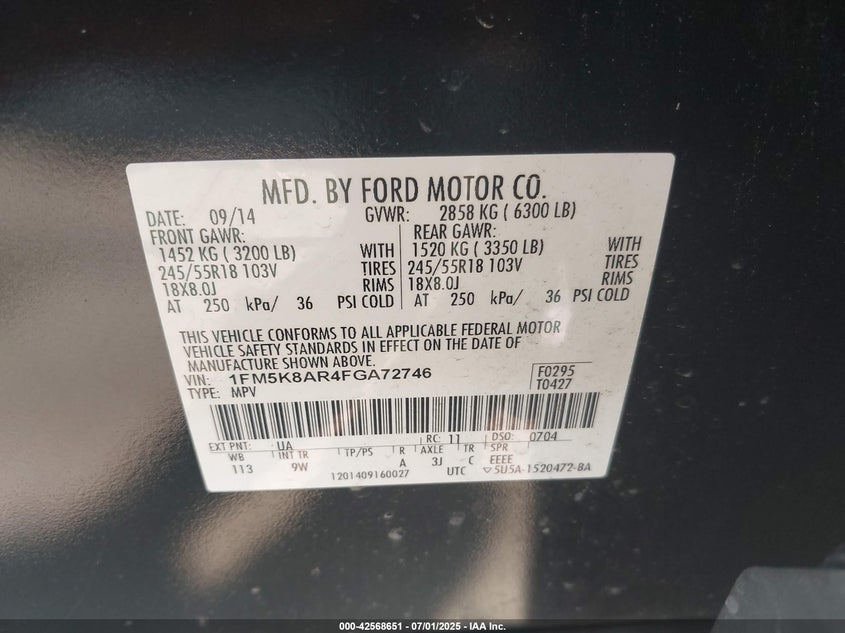 MFD. BY FORD MOTOR CO.
DATE: 09/14 GVWR: 2858 KG ( 6300 LB)
FRONT GAWR: REAR GAWR:
1452 KG ( 3200 LB) WITH 1520 KG ( 3350 LB) WITH
245/55R18 103V TIRES 245/55R18 103V TIRES
18X8.0J RIMS 18X8.0J RIMS
AT 250 kPa/ 36 PSI COLD AT 250 kPa/ 36 PSI COLD
THIS VEHICLE CONFORMS TO ALL APPLICABLE FEDERAL MOTOR
VEHICLE SAFETY STANDARDS IN EFFECT ON THE DATE OF
MANUFACTURE SHOWN ABOVE.
VIN: 1FM5K8AR4FGA72746 F0295
TYPE: MPV T0427
EXT PNT: UA RC: 11 DSO: 0704
WB INT TR TP/PS R AXLE TR SPR
113 9W A 3J C EEEE
1201409160027 UTC ▽5U5A-1520472-BA
000-42568651 / 07/01/2025 - IAA Inc.